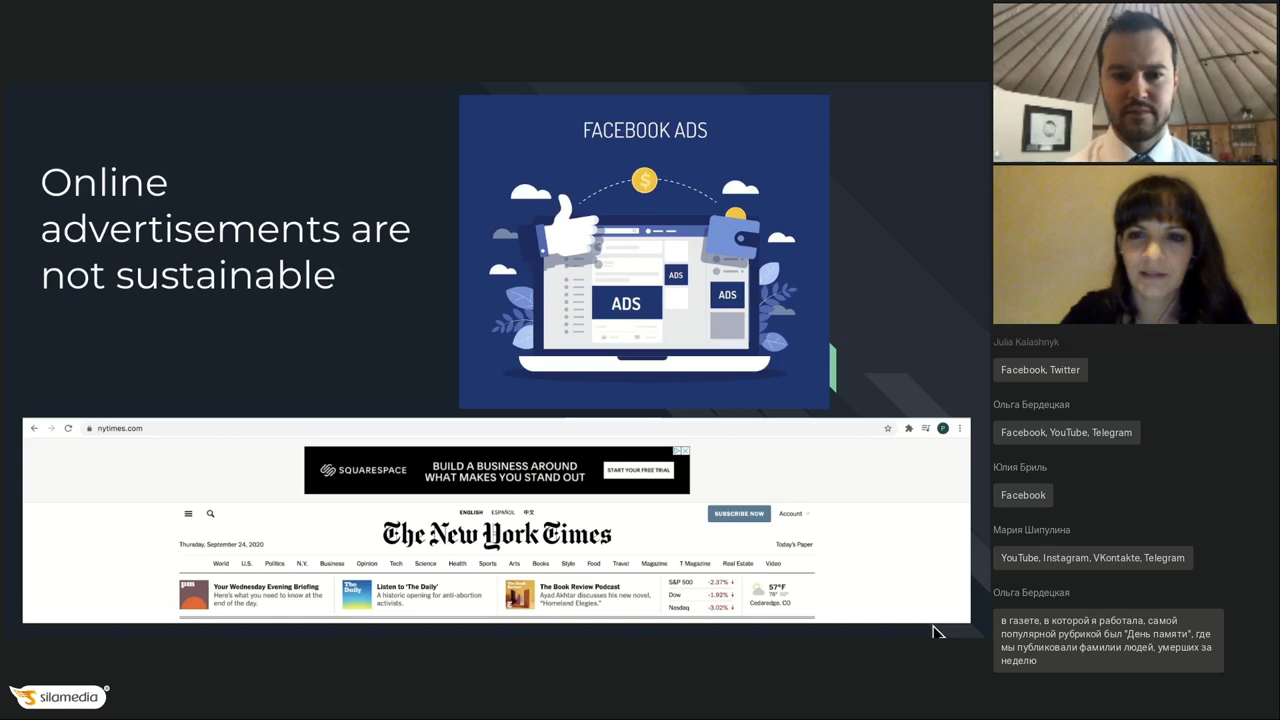 Online
advertisements are
not sustainable
FACEBOOK ADS
$
ADS
ADS
ADS
nytimes.com
P
SQUARESPACE
BUILD A BUSINESS AROUND
WHAT MAKES YOU STAND OUT
START YOUR FREE TRIAL
ENGLISH ESPAÑOL 中文
SUBSCRIBE NOW
Account
The New York Times
Thursday, September 24, 2020
Today's Paper
World U.S. Politics N.Y. Business Opinion Tech Science Health Sports Arts Books Style Food Travel Magazine T Magazine Real Estate Video
pm
Your Wednesday Evening Briefing
Here's what you need to know at the
end of the day.
The
Daily
Listen to 'The Daily'
A historic opening for anti-abortion
activists.
The Book Review Podcast
Ayad Akhtar discusses his new novel,
"Homeland Elegies."
S&P 500 -2.37%
Dow -1.92%
Nasdaq -3.02%
57°F
78° 50°
Cedaredge, CO
Julia Kalashnyk
Facebook, Twitter
Ольга Бердецкая
Facebook, YouTube, Telegram
Юлия Бриль
Facebook
Мария Шипулина
YouTube, Instagram, VKontakte, Telegram
Ольга Бердецкая
в газете, в которой я работала, самой
популярной рубрикой был "День памяти", где
мы публиковали фамилии людей, умерших за
неделю
silamedia